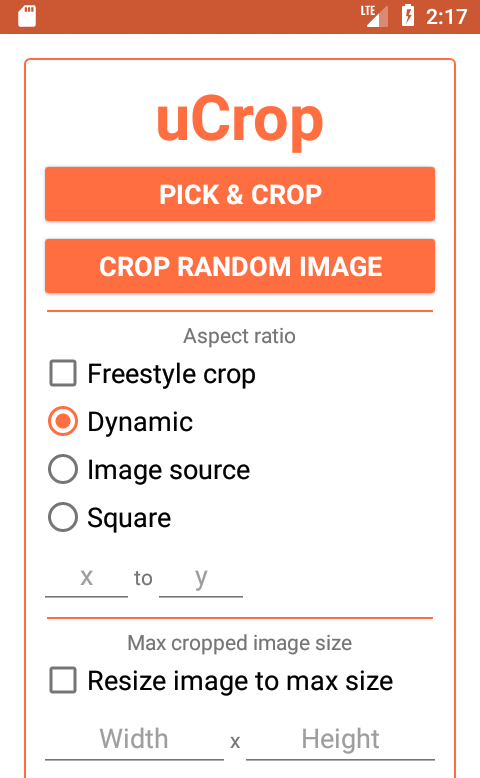 LTE 2:17
uCrop
PICK & CROP
CROP RANDOM IMAGE
Aspect ratio
Freestyle crop
Dynamic
Image source
Square
x to y
Max cropped image size
Resize image to max size
Width x Height